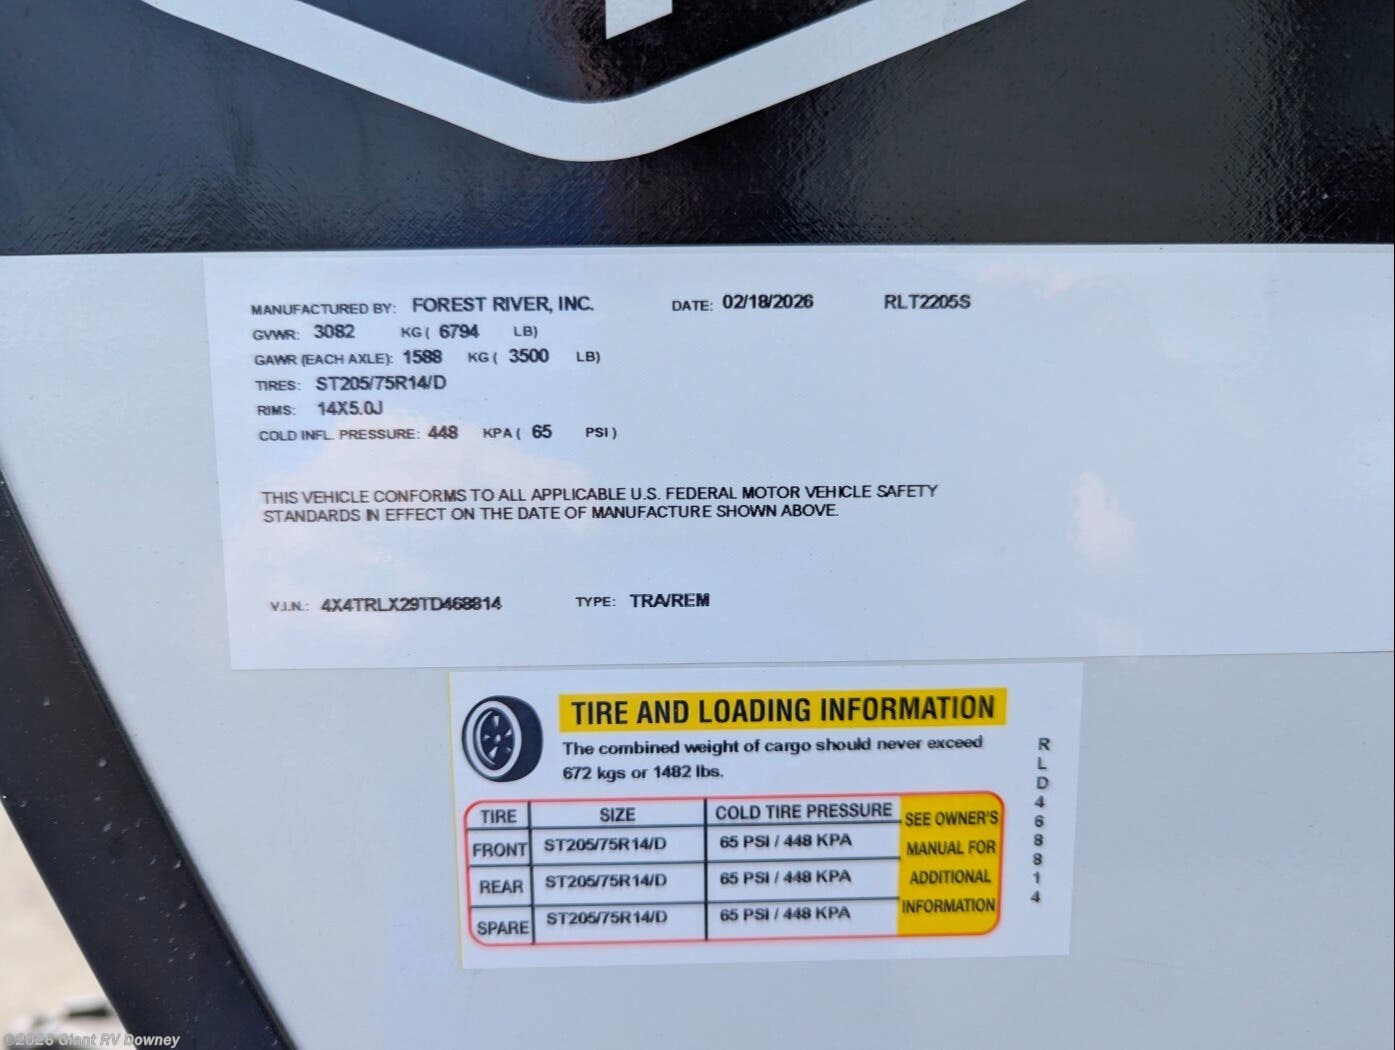 MANUFACTURED BY: FOREST RIVER, INC. DATE: 02/18/2026 RLT2205S
GVWR: 3082 KG ( 6794 LB)
GAWR (EACH AXLE): 1588 KG ( 3500 LB)
TIRES: ST205/75R14/D
RIMS: 14X5.0J
COLD INFL. PRESSURE: 448 KPA ( 65 PSI )
THIS VEHICLE CONFORMS TO ALL APPLICABLE U.S. FEDERAL MOTOR VEHICLE SAFETY
STANDARDS IN EFFECT ON THE DATE OF MANUFACTURE SHOWN ABOVE.
V.I.N.: 4X4TRLX29TD468814 TYPE: TRA/REM
TIRE AND LOADING INFORMATION
The combined weight of cargo should never exceed
672 kgs or 1482 lbs.
TIRE SIZE COLD TIRE PRESSURE
FRONT ST205/75R14/D 65 PSI / 448 KPA
REAR ST205/75R14/D 65 PSI / 448 KPA
SPARE ST205/75R14/D 65 PSI / 448 KPA
SEE OWNER'S
MANUAL FOR
ADDITIONAL
INFORMATION
RLD468814
©2026 Giant RV Downey